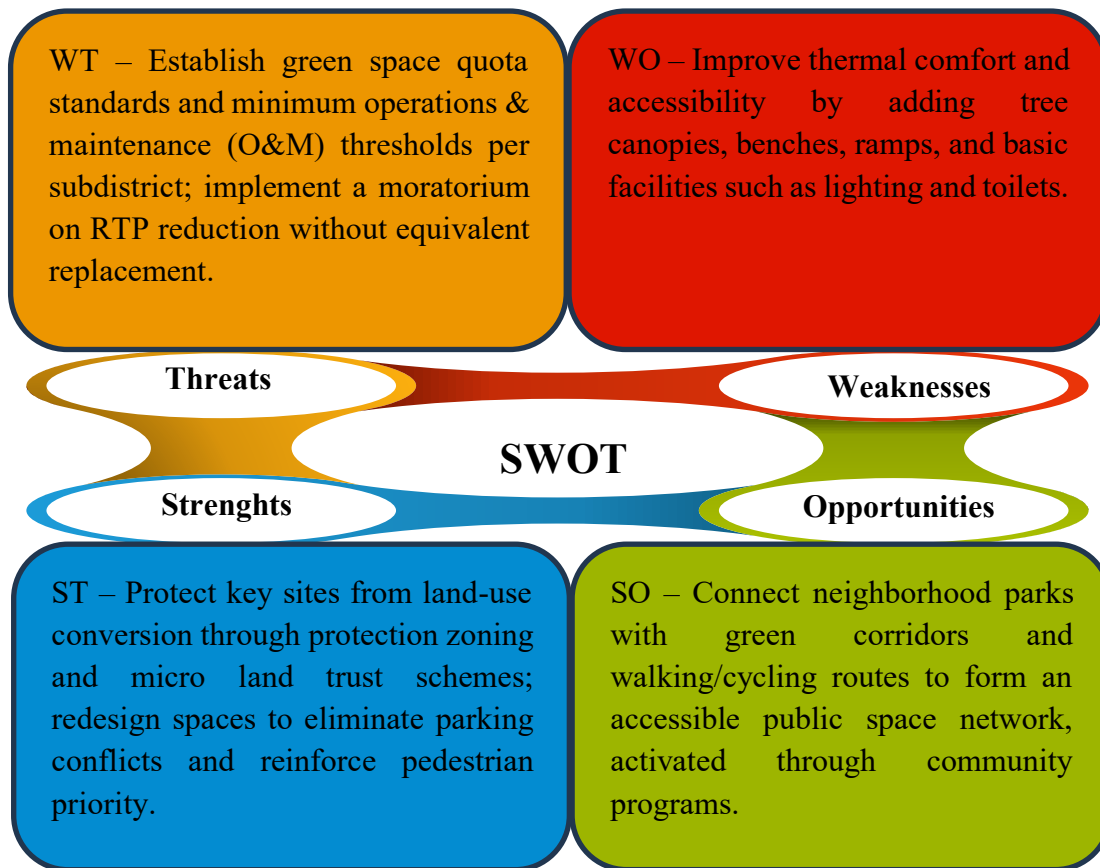 WT – Establish green space quota
standards and minimum operations &
maintenance (O&M) thresholds per
subdistrict; implement a moratorium
on RTP reduction without equivalent
replacement.
WO – Improve thermal comfort and
accessibility by adding tree
canopies, benches, ramps, and basic
facilities such as lighting and toilets.
Threats
Weaknesses
SWOT
Strenghts
Opportunities
ST – Protect key sites from land-use
conversion through protection zoning
and micro land trust schemes;
redesign spaces to eliminate parking
conflicts and reinforce pedestrian
priority.
SO – Connect neighborhood parks
with green corridors and
walking/cycling routes to form an
accessible public space network,
activated through community
programs.